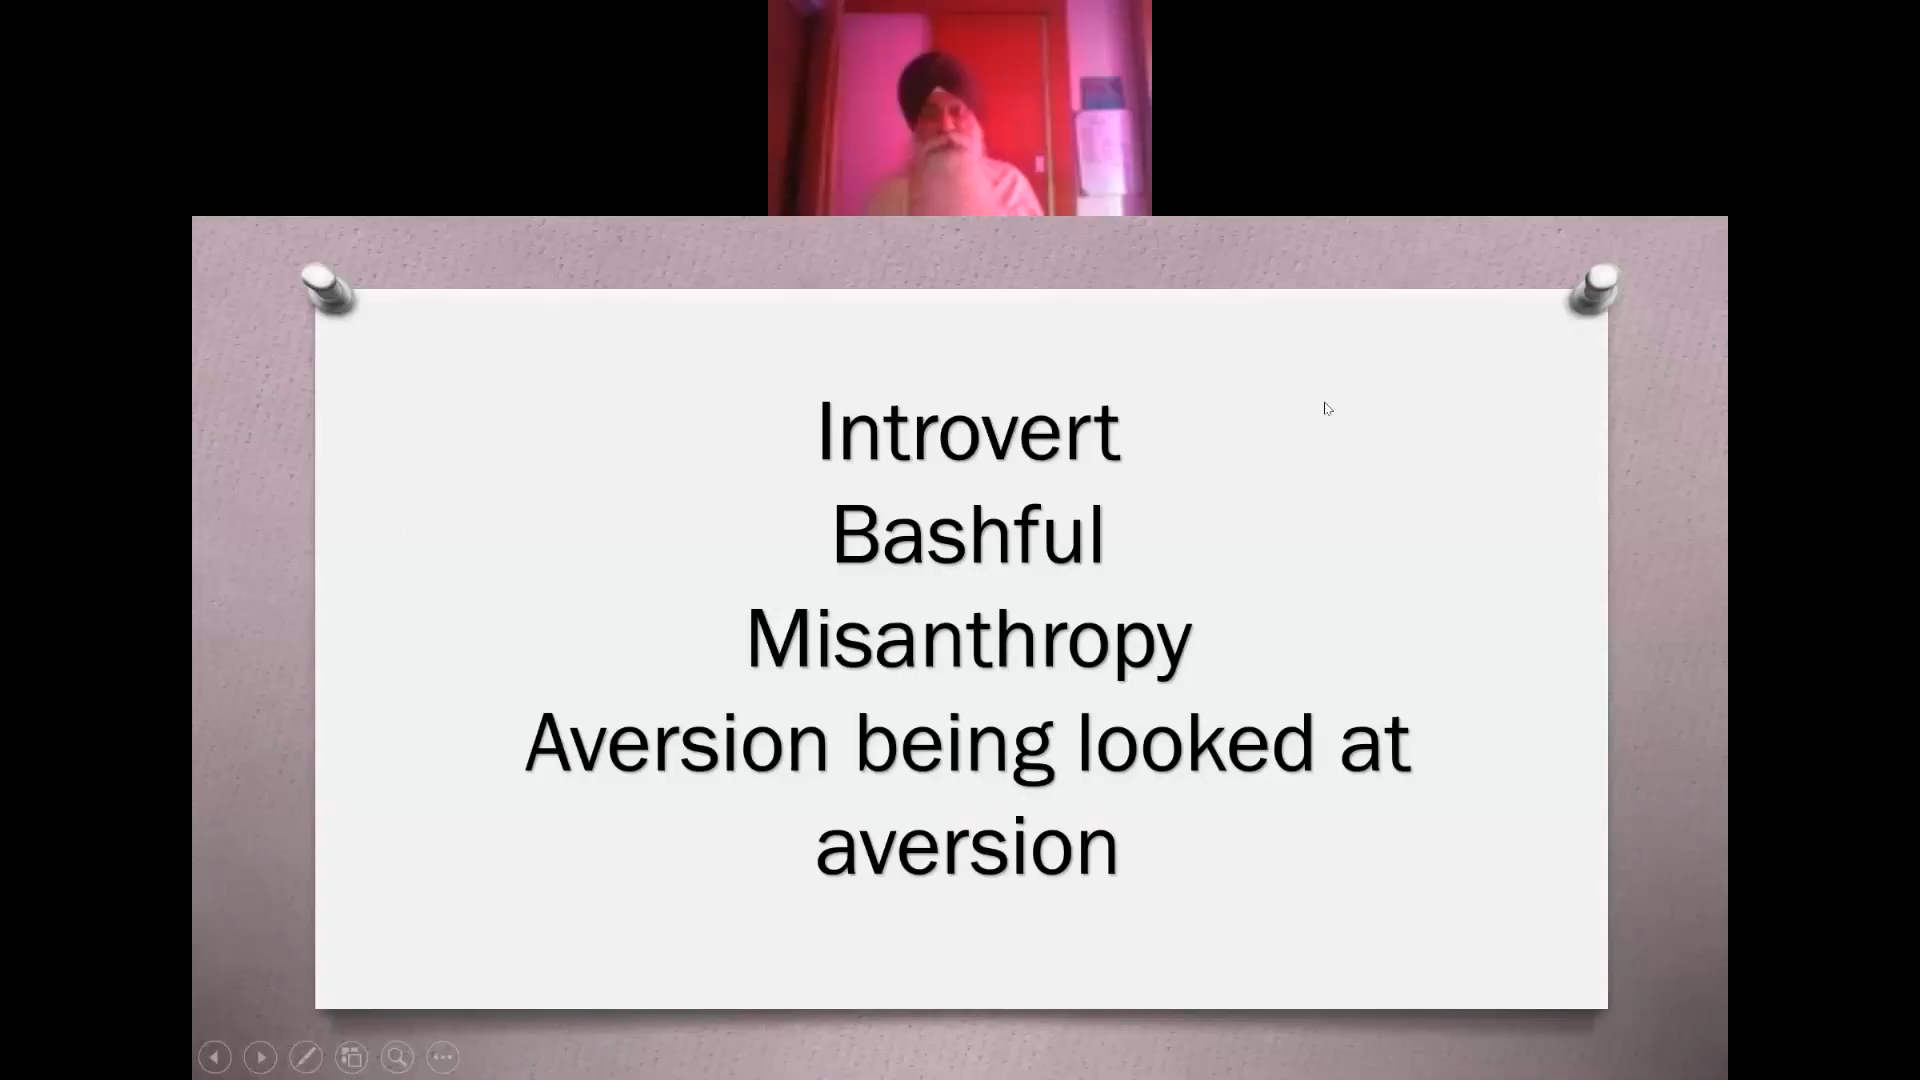 Introvert
Bashful
Misanthropy
Aversion being looked at
aversion